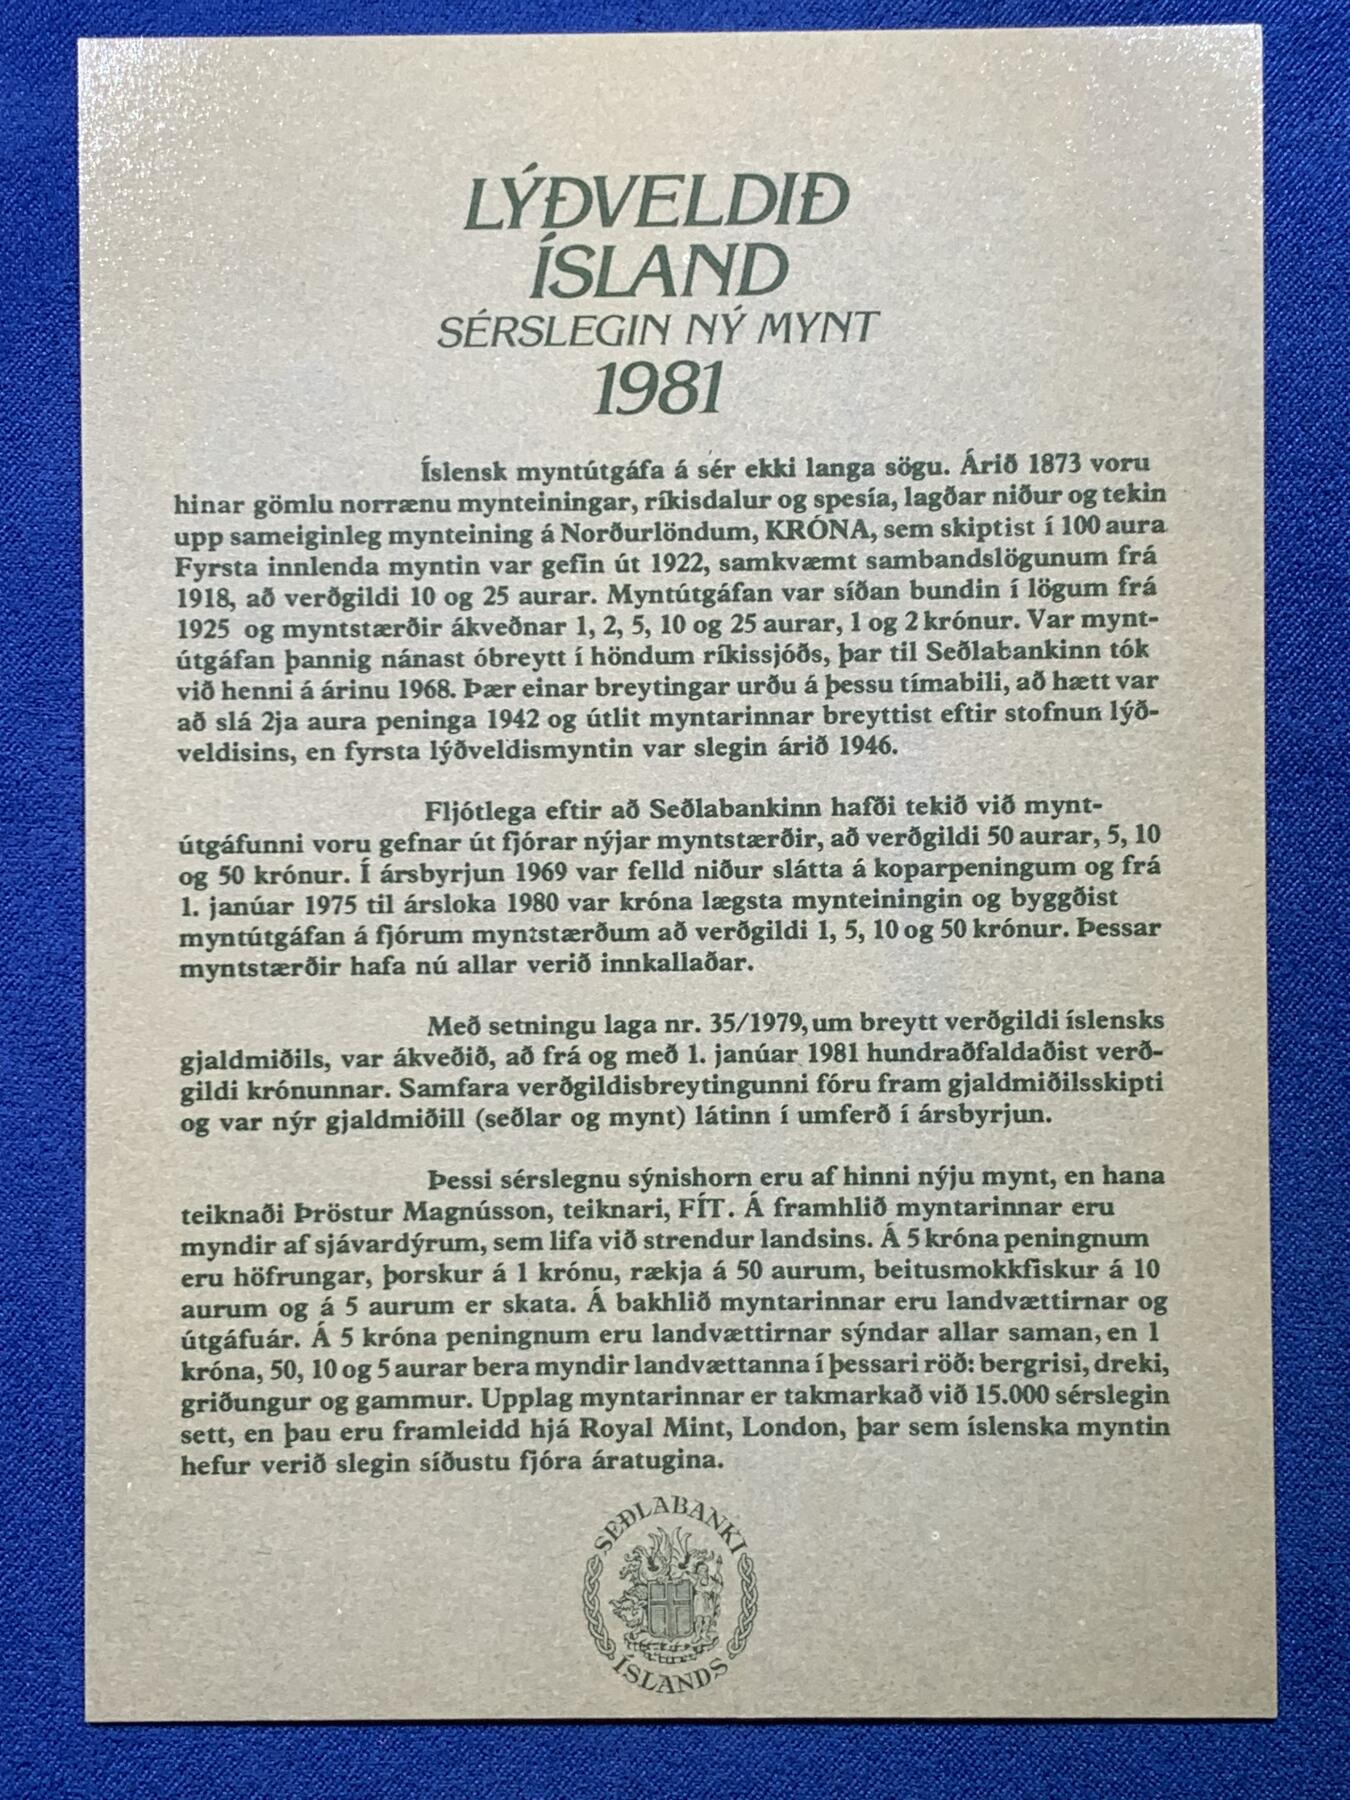 LÝÐVELDIÐ
ÍSLAND
SÉRSLEGIN NÝ MYNT
1981
Íslensk myntútgáfa á sér ekki langa sögu. Árið 1873 voru
hinar gömlu norrænu mynteiningar, ríkisdalur og spesía, lagðar niður og tekin
upp sameiginleg mynteining á Norðurlöndum, KRÓNA, sem skiptist í 100 aura
Fyrsta innlenda myntin var gefin út 1922, samkvæmt sambandslögunum frá
1918, að verðgildi 10 og 25 aurar. Myntútgáfan var síðan bundin í lögum frá
1925 og myntstærðir ákveðnar 1, 2, 5, 10 og 25 aurar, 1 og 2 krónur. Var mynt-
útgáfan þannig nánast óbreytt í höndum ríkissjóðs, þar til Seðlabankinn tók
við henni á árinu 1968. Þær einar breytingar urðu á þessu tímabili, að hætt var
að slá 2ja aura peninga 1942 og útlit myntarinnar breyttist eftir stofnun lýð-
veldisins, en fyrsta lýðveldismyntin var slegin árið 1946.
Fljótlega eftir að Seðlabankinn hafði tekið við mynt-
útgáfunni voru gefnar út fjórar nýjar myntstærðir, að verðgildi 50 aurar, 5, 10
og 50 krónur. Í ársbyrjun 1969 var felld niður slátta á koparpeningum og frá
1. janúar 1975 til ársloka 1980 var króna lægsta mynteiningin og byggðist
myntútgáfan á fjórum myntstærðum að verðgildi 1, 5, 10 og 50 krónur. Þessar
myntstærðir hafa nú allar verið innkallaðar.
Með setningu laga nr. 35/1979, um breytt verðgildi íslensks
gjaldmiðils, var ákveðið, að frá og með 1. janúar 1981 hundraðfaldaðist verð-
gildi krónunnar. Samfara verðgildisbreytingunni fóru fram gjaldmiðilsskipti
og var nýr gjaldmiðill (seðlar og mynt) látinn í umferð í ársbyrjun.
Þessi sérslegnu sýnishorn eru af hinni nýju mynt, en hana
teiknaði Þröstur Magnússon, teiknari, FÍT. Á framhlið myntarinnar eru
myndir af sjávardýrum, sem lifa við strendur landsins. Á 5 króna peningnum
eru höfrungar, þorskur á 1 krónu, rækja á 50 aurum, beitusmokkfiskur á 10
aurum og á 5 aurum er skata. Á bakhlið myntarinnar eru landvættirnar og
útgáfuár. Á 5 króna peningnum eru landvættirnar sýndar allar saman, en 1
króna, 50, 10 og 5 aurar bera myndir landvættanna í þessari röð: bergrisi, dreki,
griðungur og gammur. Upplag myntarinnar er takmarkað við 15.000 sérslegin
sett, en þau eru framleidd hjá Royal Mint, London, þar sem íslenska myntin
hefur verið slegin síðustu fjóra áratugina.
SEÐLABANKI
ÍSLANDS